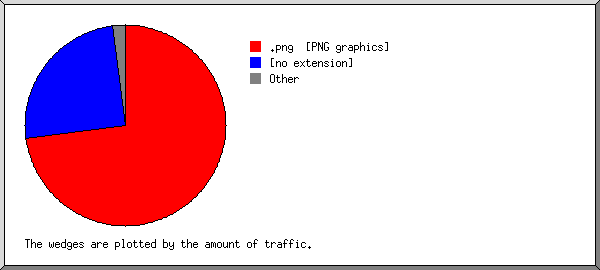 .png  [PNG graphics]
[no extension]
Other
The wedges are plotted by the amount of traffic.